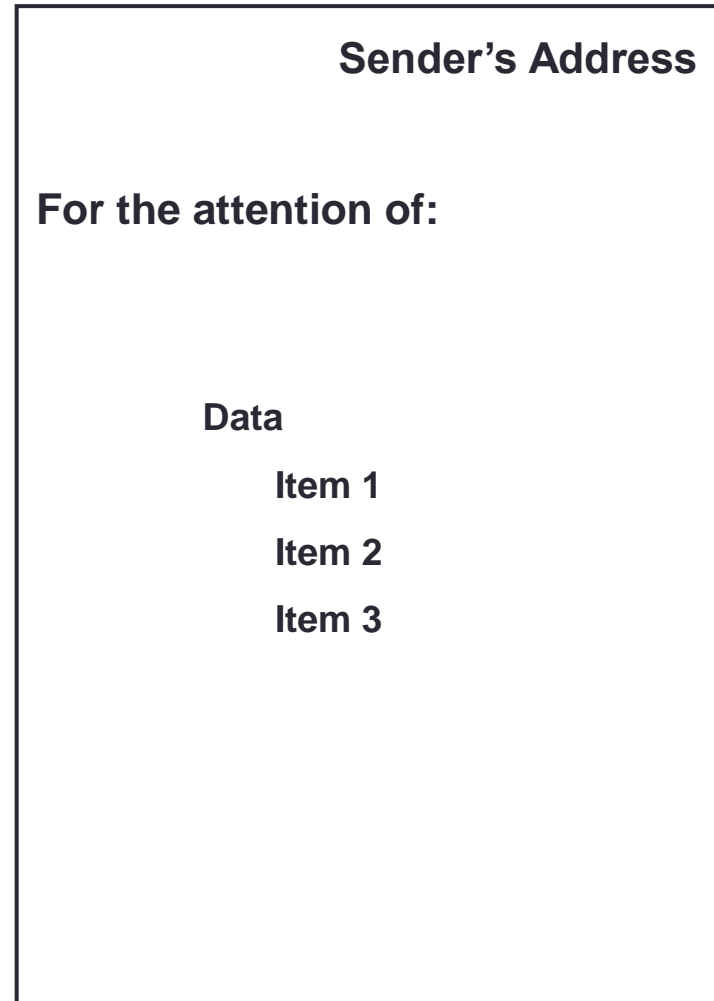 Sender’s Address
For the attention of:
Data
Item 1
Item 2
Item 3